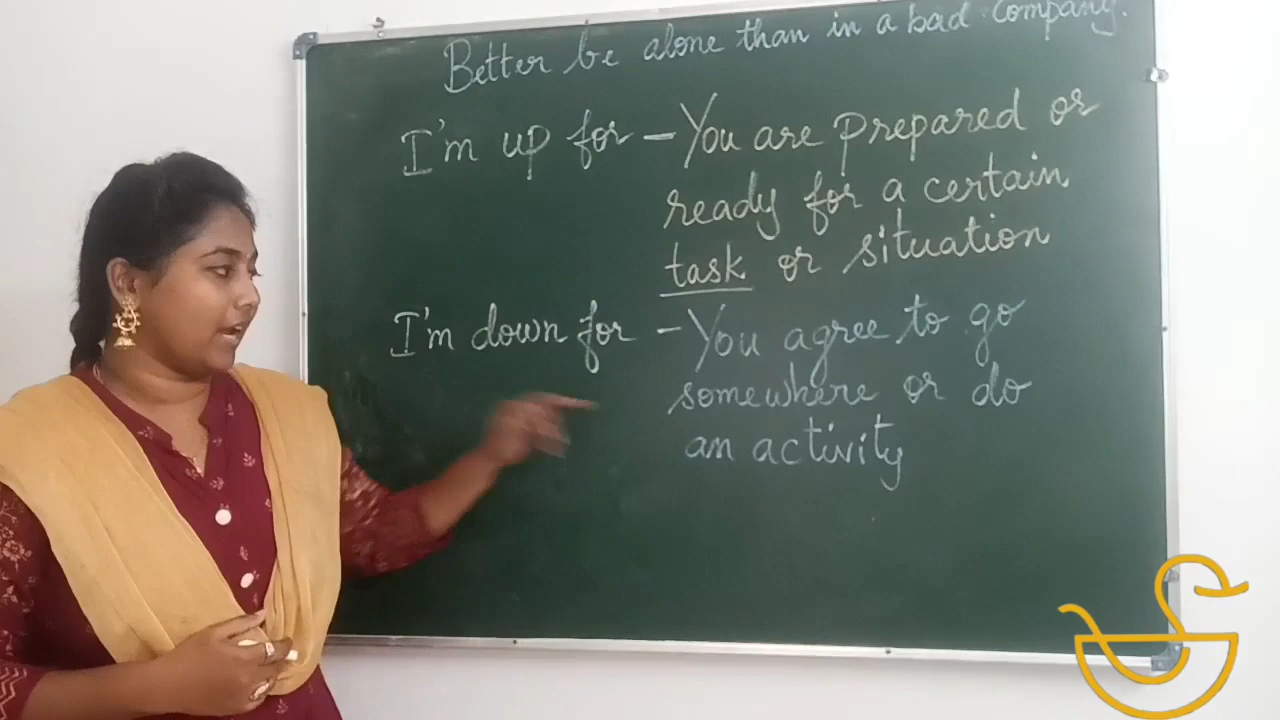 Better be alone than in a bad company.
I'm up for - You are prepared or
ready for a certain
task or situation
I'm down for - You agree to go
somewhere or do
an activity